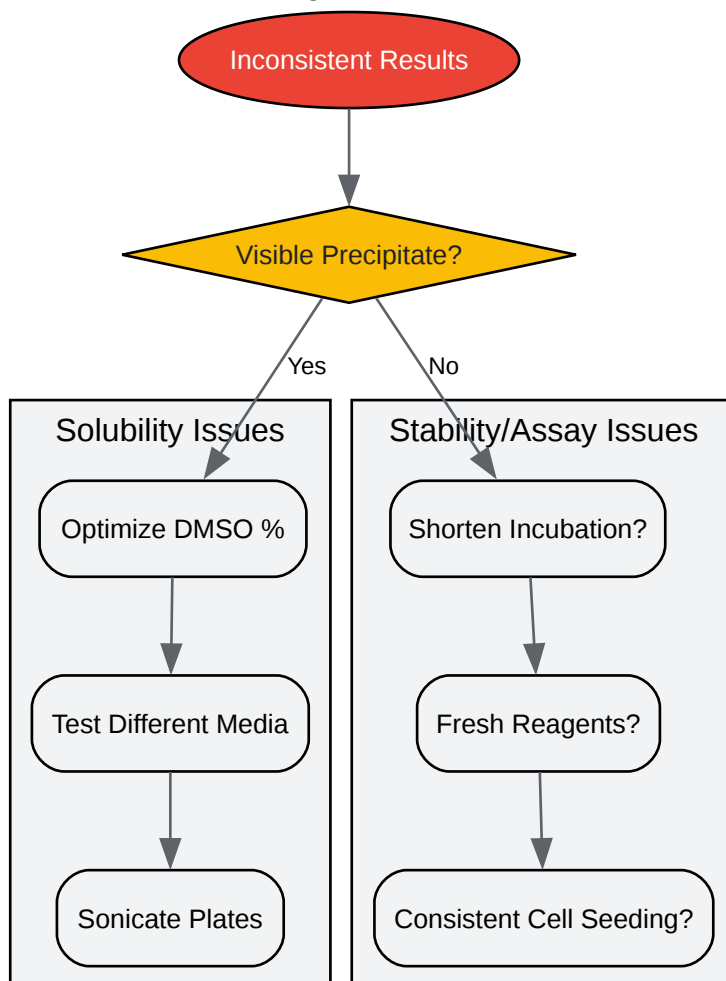 Inconsistent Results
Visible Precipitate?
Yes
No
Solubility Issues
Stability/Assay Issues
Optimize DMSO %
Shorten Incubation?
Test Different Media
Fresh Reagents?
Sonicate Plates
Consistent Cell Seeding?